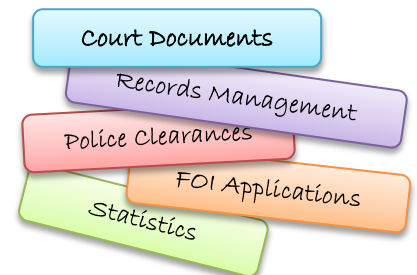 Court Documents
Records Management
Police Clearances
FOI Applications
Statistics